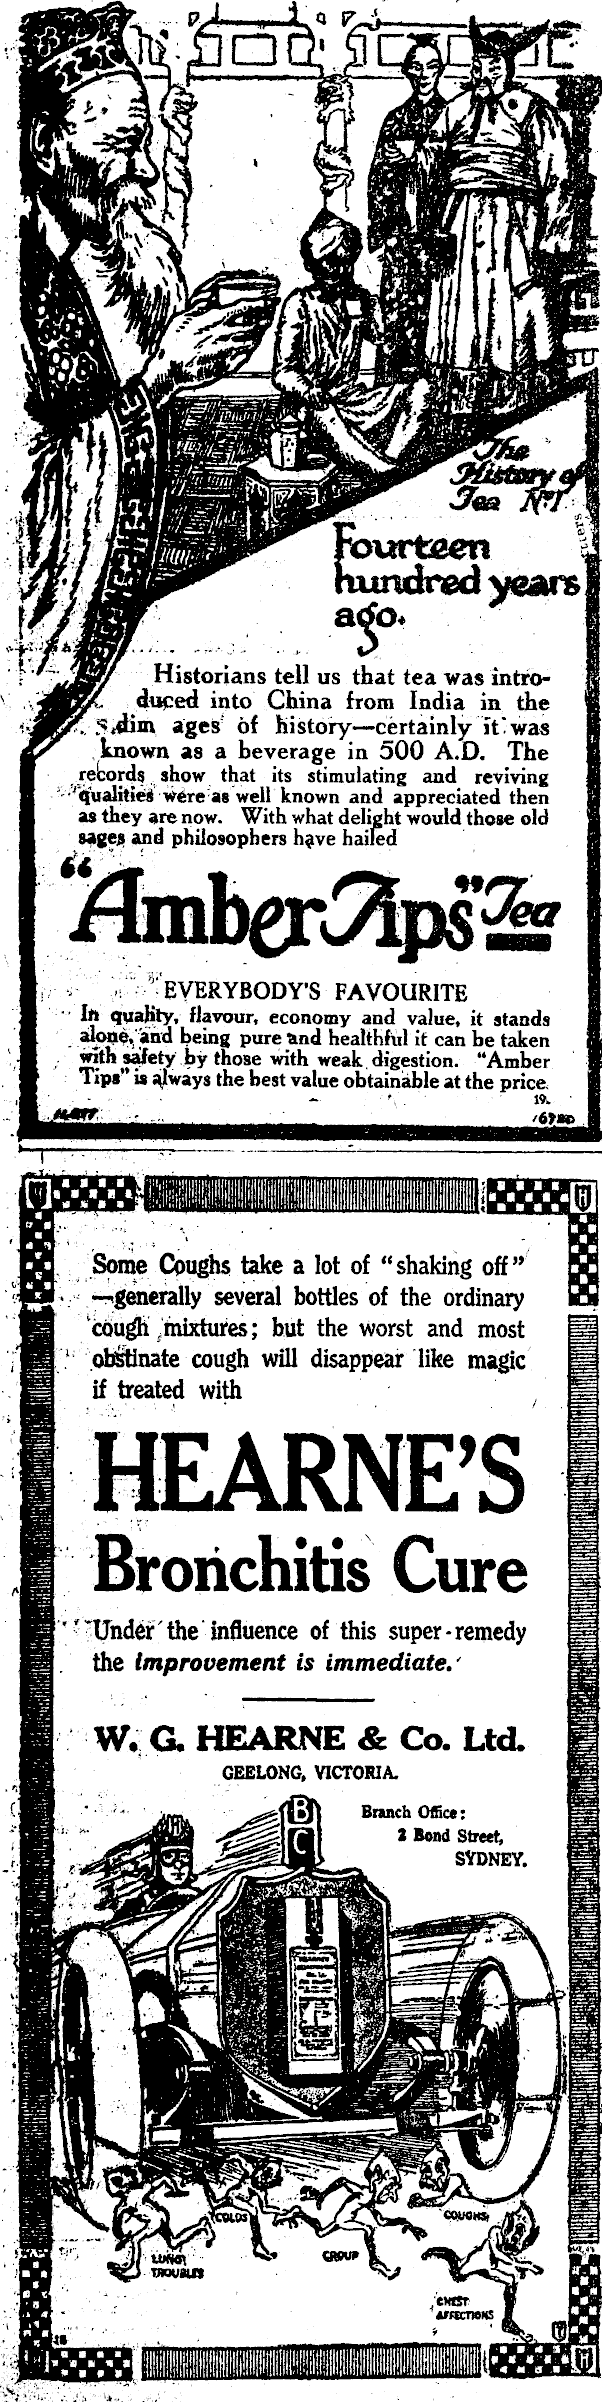 The
History of
Tea No 1
Fourteen
hundred years
ago.
Historians tell us that tea was intro-
duced into China from India in the
dim ages of history—certainly it was
known as a beverage in 500 A.D. The
records show that its stimulating and reviving
qualities were as well known and appreciated then
as they are now. With what delight would those old
sages and philosophers have hailed
"Amber Tips" Tea
EVERYBODY'S FAVOURITE
In quality, flavour, economy and value, it stands
alone, and being pure and healthful it can be taken
with safety by those with weak digestion. "Amber
Tips" is always the best value obtainable at the price.
19.
Some Coughs take a lot of "shaking off"
—generally several bottles of the ordinary
cough mixtures; but the worst and most
obstinate cough will disappear like magic
if treated with
HEARNE'S
Bronchitis Cure
Under the influence of this super-remedy
the improvement is immediate.
W. G. HEARNE & Co. Ltd.
GEELONG, VICTORIA.
Branch Office:
2 Bond Street,
SYDNEY.
B
C
LUNG
TROUBLES
COLDS
CROUP
COUGHS
CHEST
AFFECTIONS